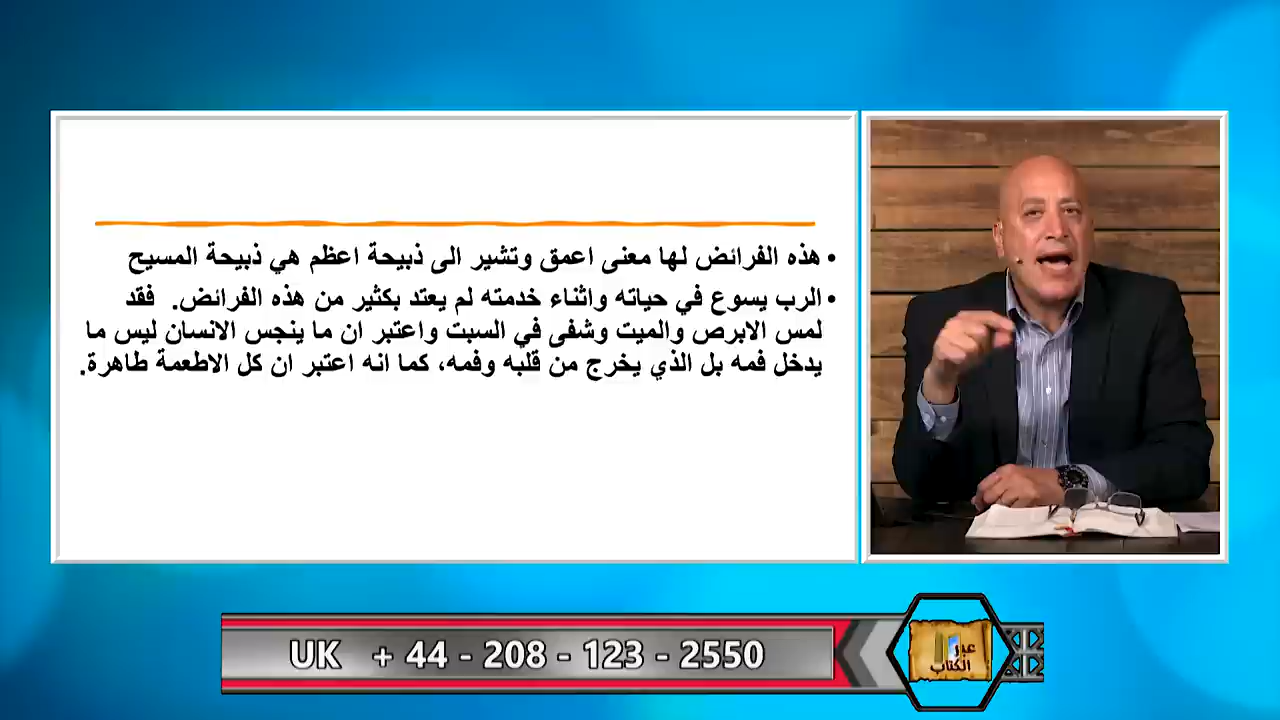 • هذه الفرائض لها معنى اعمق وتشير الى ذبيحة اعظم هي ذبيحة المسيح
• الرب يسوع في حياته واثناء خدمته لم يعتد بكثير من هذه الفرائض. فقد
لمس الابرص والميت وشفى في السبت واعتبر ان ما ينجس الانسان ليس ما
يدخل فمه بل الذي يخرج من قلبه وفمه، كما انه اعتبر ان كل الاطعمة طاهرة.
UK + 44 - 208 - 123 - 2550
عبر
الكتاب